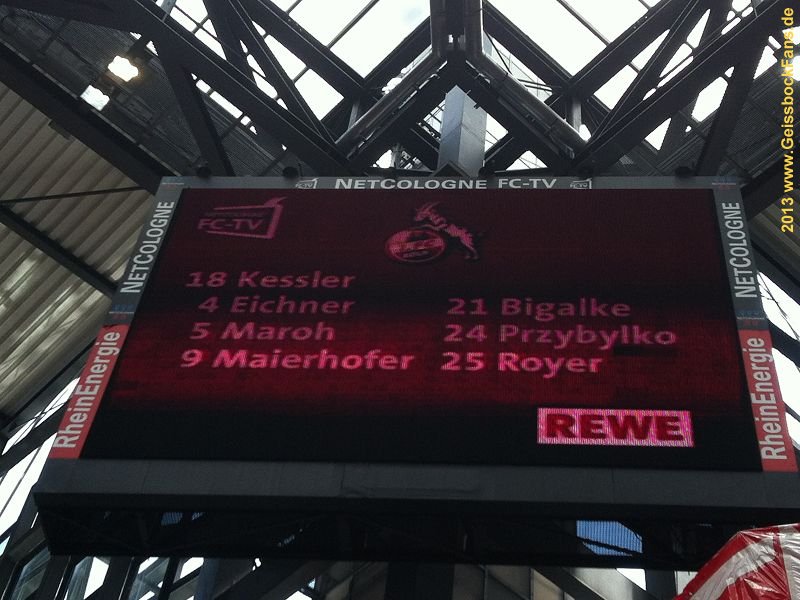 NETCOLOGNE FC-TV
NETCOLOGNE
FC-TV
18 Kessler
4 Eichner
5 Maroh
9 Maierhofer
21 Bigalke
24 Przybylko
25 Royer
REWE
NETCOLOGNE
RheinEnergie
NETCOLOGNE
RheinEnergie
2013 www.GeissbockFans.de